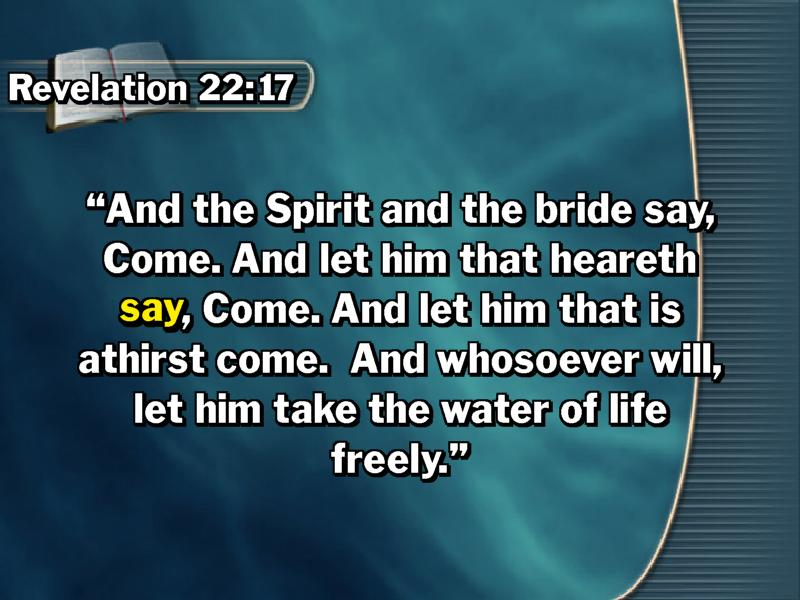 Revelation 22:17
“And the Spirit and the bride say,
Come. And let him that heareth
say, Come. And let him that is
athirst come.  And whosoever will,
let him take the water of life
freely.”